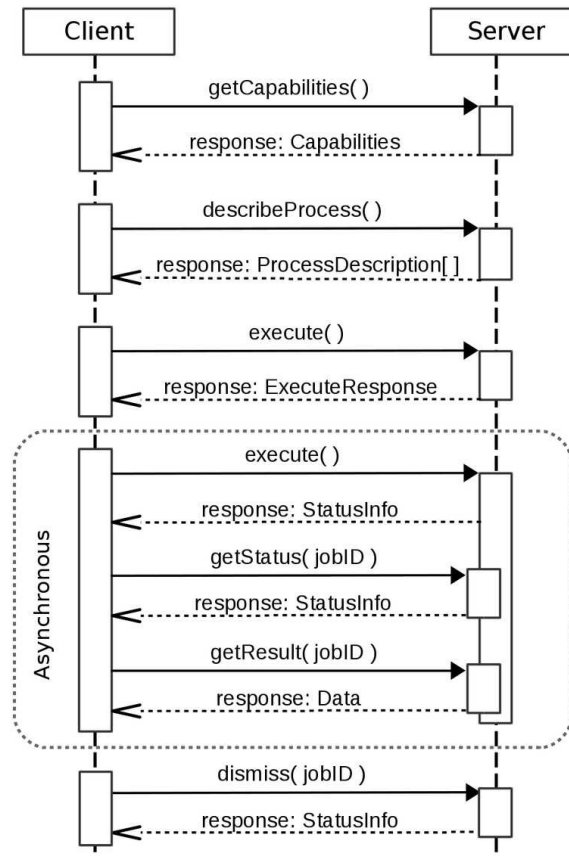 Client
Server
getCapabilities( )
response: Capabilities
describeProcess( )
response: ProcessDescription[ ]
execute( )
response: ExecuteResponse
Asynchronous
execute( )
response: StatusInfo
getStatus( jobID )
response: StatusInfo
getResult( jobID )
response: Data
dismiss( jobID )
response: StatusInfo